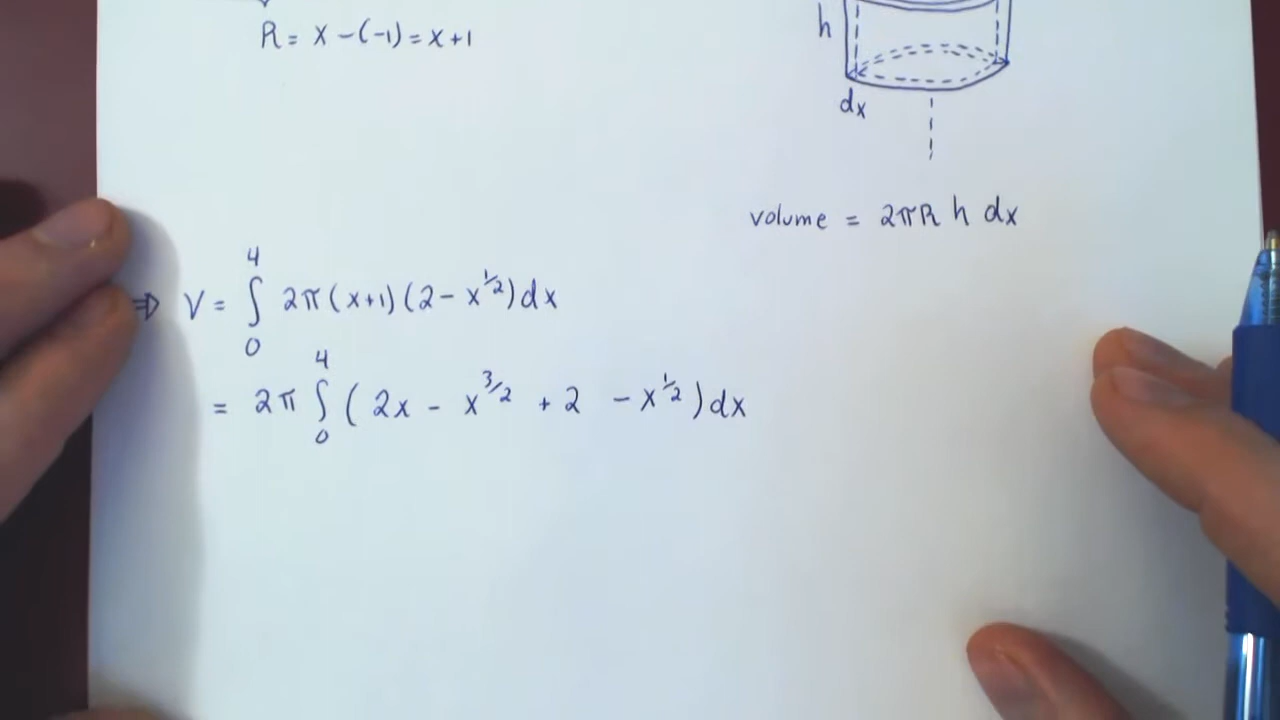 R = x - (-1) = x + 1
h
dx
volume = 2πR h dx
⇒ V = ∫₀⁴ 2π(x+1)(2 - x^{1/2})dx
= 2π ∫₀⁴ (2x - x^{3/2} + 2 - x^{1/2})dx